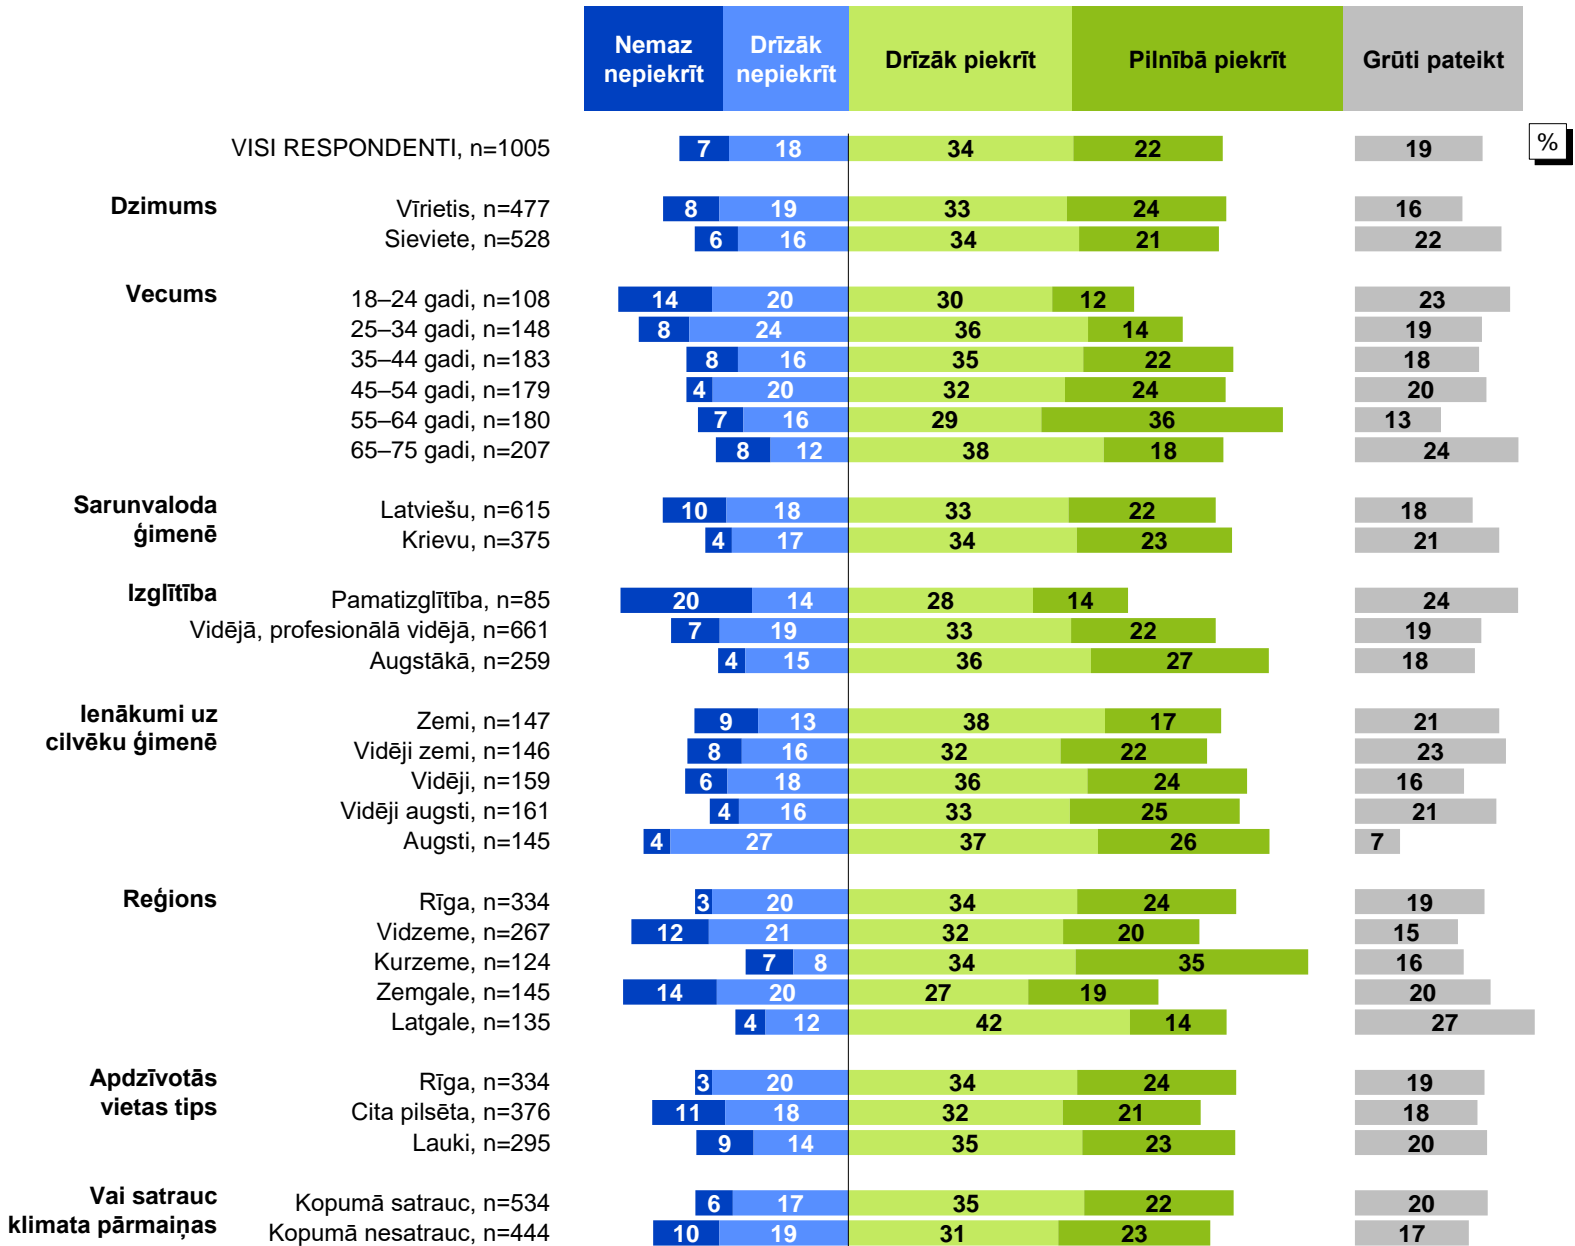 Nemaz nepiekrīt
Drīzāk nepiekrīt
Drīzāk piekrīt
Pilnībā piekrīt
Grūti pateikt
%
VISI RESPONDENTI, n=1005 7 18 34 22 19
Dzimums
Vīrietis, n=477 8 19 33 24 16
Sieviete, n=528 6 16 34 21 22
Vecums
18–24 gadi, n=108 14 20 30 12 23
25–34 gadi, n=148 8 24 36 14 19
35–44 gadi, n=183 8 16 35 22 18
45–54 gadi, n=179 4 20 32 24 20
55–64 gadi, n=180 7 16 29 36 13
65–75 gadi, n=207 8 12 38 18 24
Sarunvaloda
ģimenē
Latviešu, n=615 10 18 33 22 18
Krievu, n=375 4 17 34 23 21
Izglītība
Pamatizglītība, n=85 20 14 28 14 24
Vidējā, profesionālā vidējā, n=661 7 19 33 22 19
Augstākā, n=259 4 15 36 27 18
Ienākumi uz
cilvēku ģimenē
Zemi, n=147 9 13 38 17 21
Vidēji zemi, n=146 8 16 32 22 23
Vidēji, n=159 6 18 36 24 16
Vidēji augsti, n=161 4 16 33 25 21
Augsti, n=145 4 27 37 26 7
Reģions
Rīga, n=334 3 20 34 24 19
Vidzeme, n=267 12 21 32 20 15
Kurzeme, n=124 7 8 34 35 16
Zemgale, n=145 14 20 27 19 20
Latgale, n=135 4 12 42 14 27
Apdzīvotās
vietas tips
Rīga, n=334 3 20 34 24 19
Cita pilsēta, n=376 11 18 32 21 18
Lauki, n=295 9 14 35 23 20
Vai satrauc
klimata pārmaiņas
Kopumā satrauc, n=534 6 17 35 22 20
Kopumā nesatrauc, n=444 10 19 31 23 17